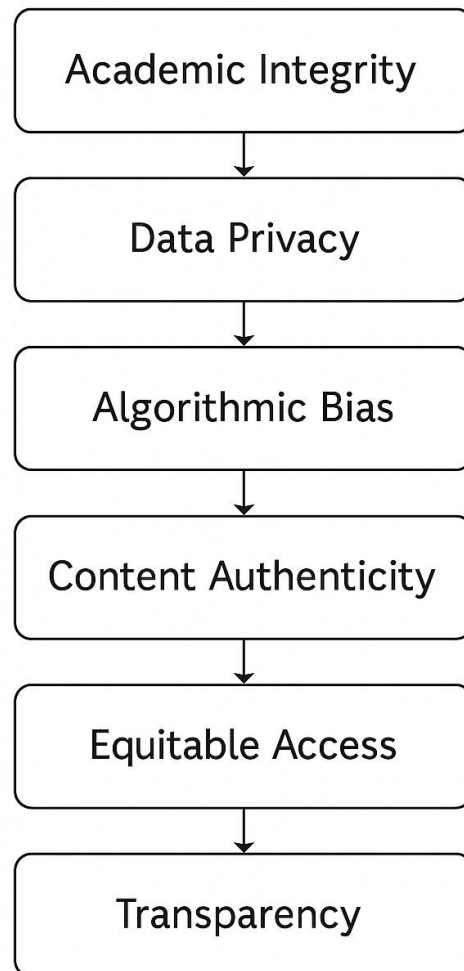 Academic Integrity
Data Privacy
Algorithmic Bias
Content Authenticity
Equitable Access
Transparency